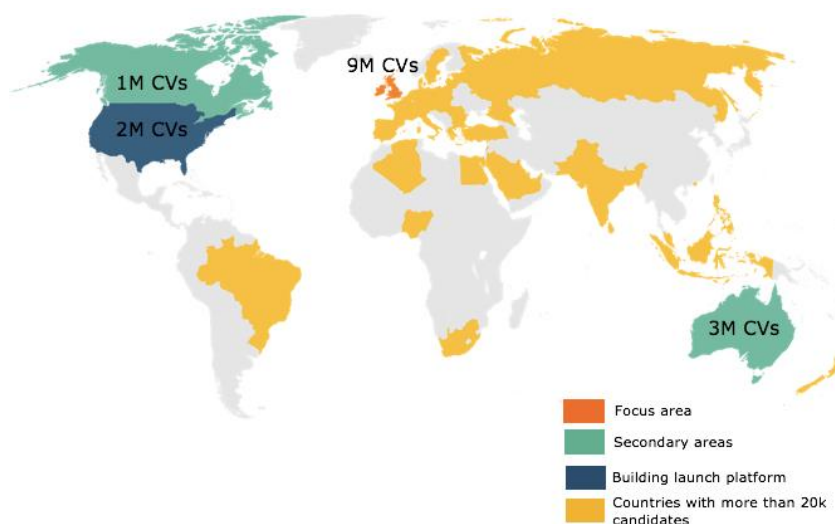 9M CVs
1M CVs
2M CVs
3M CVs
Focus area
Secondary areas
Building launch platform
Countries with more than 20k
candidates